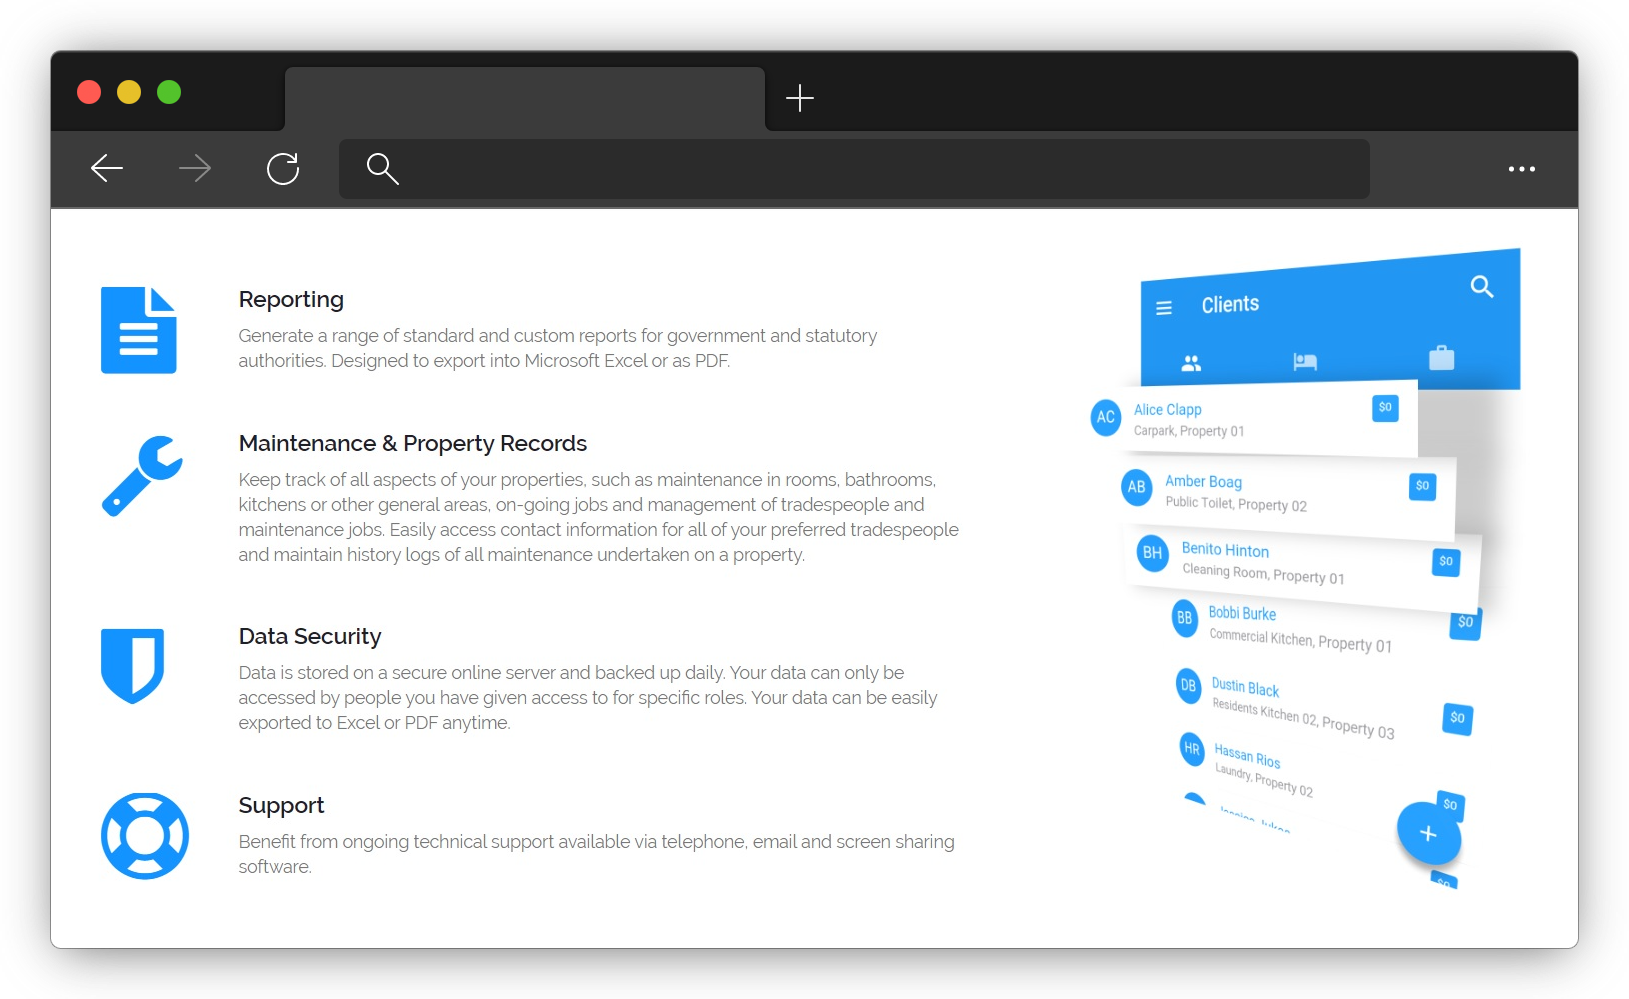 Reporting
Generate a range of standard and custom reports for government and statutory
authorities. Designed to export into Microsoft Excel or as PDF.
Maintenance & Property Records
Keep track of all aspects of your properties, such as maintenance in rooms, bathrooms,
kitchens or other general areas, on-going jobs and management of tradespeople and
maintenance jobs. Easily access contact information for all of your preferred tradespeople
and maintain history logs of all maintenance undertaken on a property.
Data Security
Data is stored on a secure online server and backed up daily. Your data can only be
accessed by people you have given access to for specific roles. Your data can be easily
exported to Excel or PDF anytime.
Support
Benefit from ongoing technical support available via telephone, email and screen sharing
software.
Clients
AC Alice Clapp $0
Carpark, Property 01
AB Amber Boag $0
Public Toilet, Property 02
BH Benito Hinton $0
Cleaning Room, Property 01
BB Bobbi Burke $0
Commercial Kitchen, Property 01
DB Dustin Black $0
Residents Kitchen 02, Property 03
HR Hassan Rios $0
Laundry, Property 02
$0